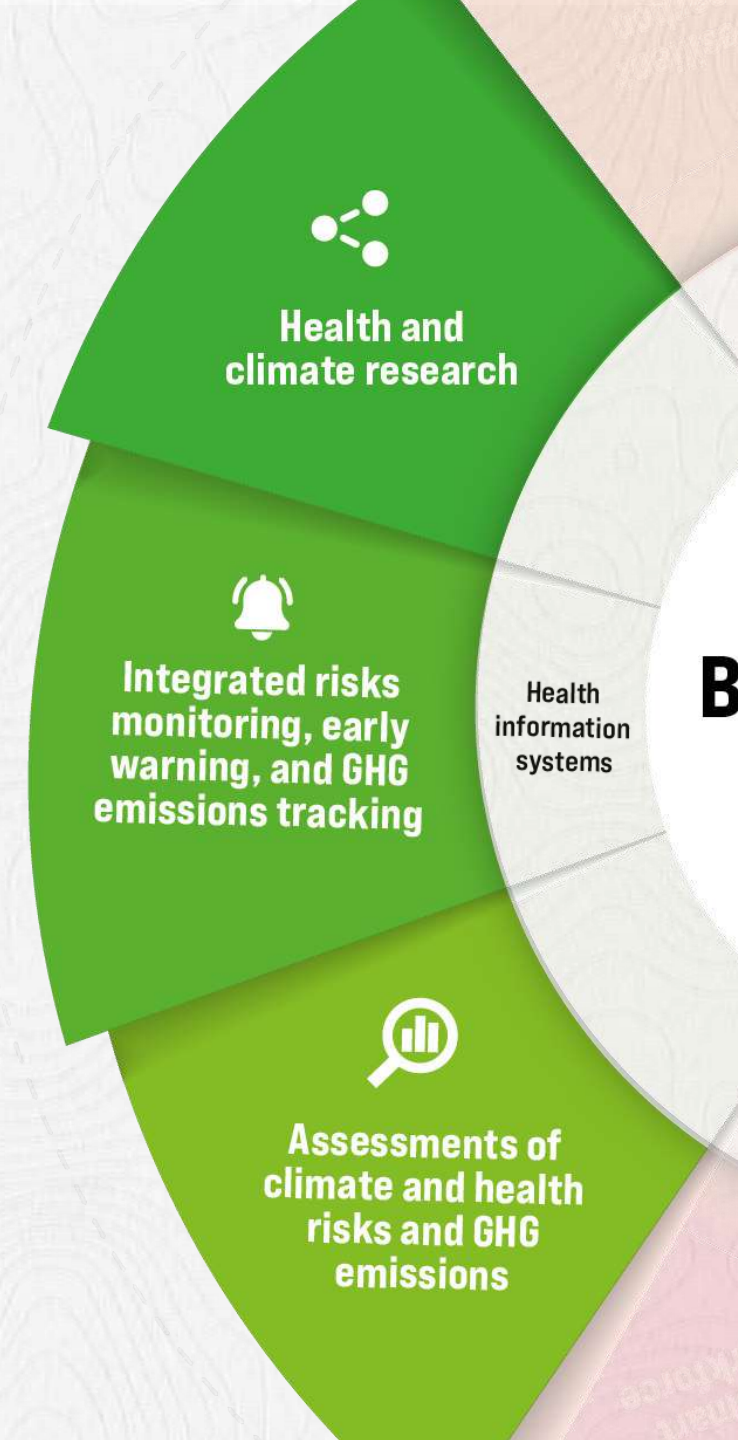 Health and
climate research
Integrated risks
monitoring, early
warning, and GHG
emissions tracking
Health
information
systems
B
Assessments of
climate and health
risks and GHG
emissions